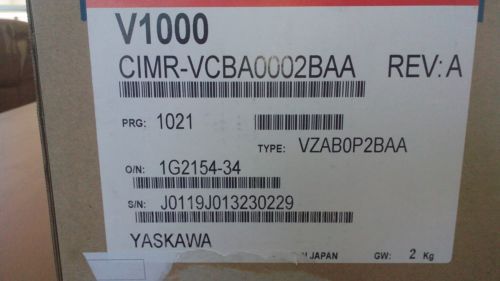 V1000
CIMR-VCBA0002BAA REV: A
PRG: 1021
TYPE: VZAB0P2BAA
O/N: 1G2154-34
S/N: J0119J013230229
YASKAWA JAPAN GW: 2 Kg